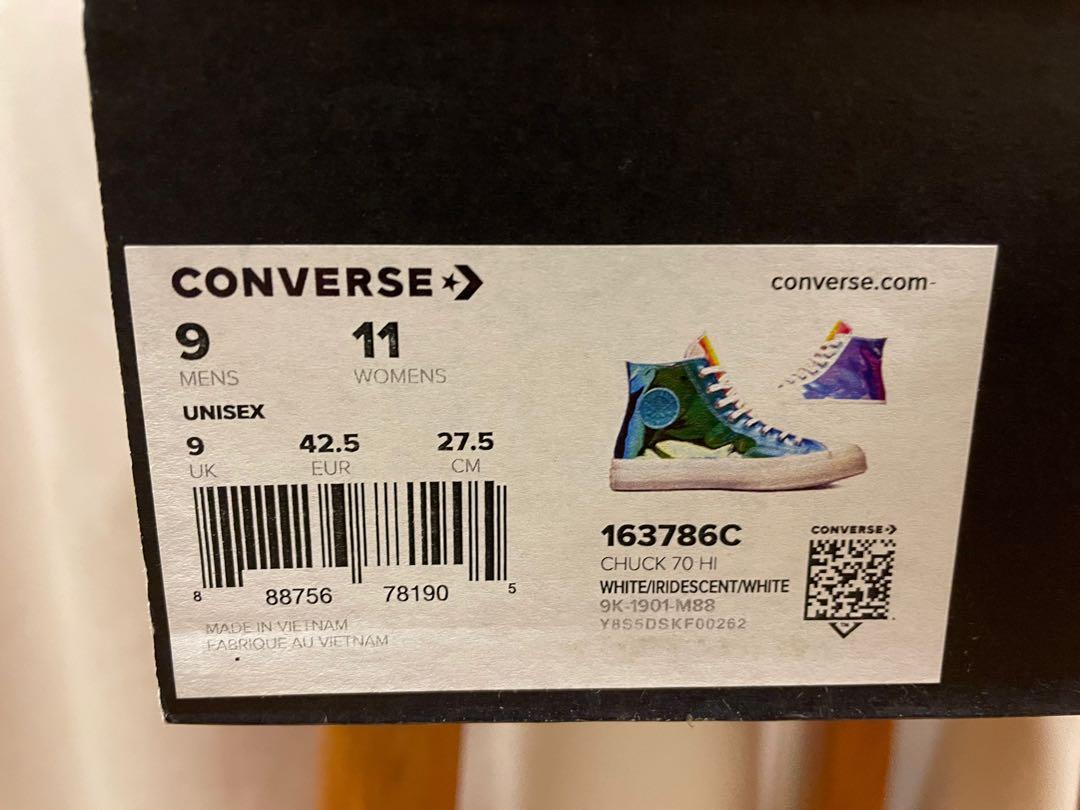 CONVERSE
converse.com
9 11
MENS WOMENS
UNISEX
9 42.5 27.5
UK EUR CM
8 88756 78190 5
MADE IN VIETNAM
FABRIQUE AU VIETNAM
163786C
CHUCK 70 HI
WHITE/IRIDESCENT/WHITE
9K-1901-M88
Y8S5DSKF00262
CONVERSE